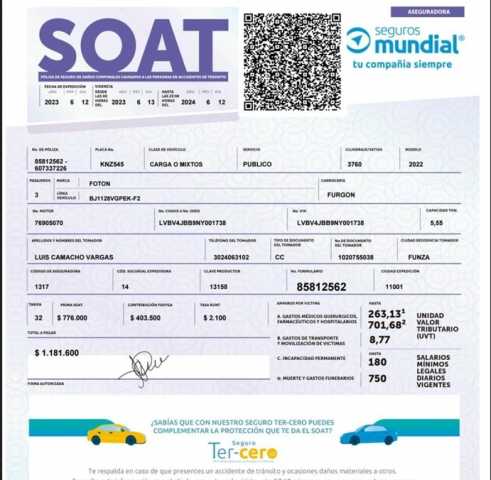 ASEGURADORA
SOAT
seguros
mundial®
tu compañía siempre
PÓLIZA DE SEGURO DE DAÑOS CORPORALES CAUSADOS A LAS PERSONAS EN ACCIDENTES DE TRÁNSITO
FECHA DE EXPEDICIÓN VIGENCIA
2023 6 12 DESDE LAS 00 HORAS DEL 2023 6 13 HASTA LAS 23:59 HORAS DEL 2024 6 12
No. DE PÓLIZA PLACA No. CLASE DE VEHÍCULO SERVICIO CILINDRAJE/VATIOS MODELO
85812562 - KNZ545 CARGA O MIXTOS PUBLICO 3760 2022
607337226
PASAJEROS MARCA CARROCERÍA
3 FOTON FURGON
LÍNEA VEHÍCULO BJ1128VGPEK-F2
No. MOTOR No. CHASIS O No. SERIE No. VIN CAPACIDAD TON.
76905070 LVBV4JBB9NY001738 LVBV4JBB9NY001738 5,55
APELLIDOS Y NOMBRES DEL TOMADOR TELÉFONO DEL TOMADOR TIPO DE DOCUMENTO DEL TOMADOR No. DE DOCUMENTO DEL TOMADOR CIUDAD RESIDENCIA TOMADOR
LUIS CAMACHO VARGAS 3024063102 CC 1020755038 FUNZA
CÓDIGO DE ASEGURADORA CÓD. SUCURSAL EXPEDIDORA CLAVE PRODUCTOR No. FORMULARIO CIUDAD EXPEDICIÓN
1317 14 13158 85812562 11001
TARIFA PRIMA SOAT CONTRIBUCIÓN FOSYGA TASA RUNT
32 $ 776.000 $ 403.500 $ 2.100
TOTAL A PAGAR
$ 1.181.600
FIRMA AUTORIZADA
AMPAROS POR VÍCTIMA HASTA
A. GASTOS MÉDICOS QUIRÚRGICOS, FARMACÉUTICOS Y HOSPITALARIOS 263,13¹
701,68²
B. GASTOS DE TRANSPORTE Y MOVILIZACIÓN DE VÍCTIMAS 8,77
UNIDAD VALOR TRIBUTARIO (UVT)
C. INCAPACIDAD PERMANENTE HASTA 180
D. MUERTE Y GASTOS FUNERARIOS 750
SALARIOS MÍNIMOS LEGALES DIARIOS VIGENTES
¿SABÍAS QUE CON NUESTRO SEGURO TER-CERO PUEDES
COMPLEMENTAR LA PROTECCIÓN QUE TE DA EL SOAT?
Seguro
Ter-cero
Te respalda en caso de que presentes un accidente de tránsito y ocasiones daños materiales a otros.